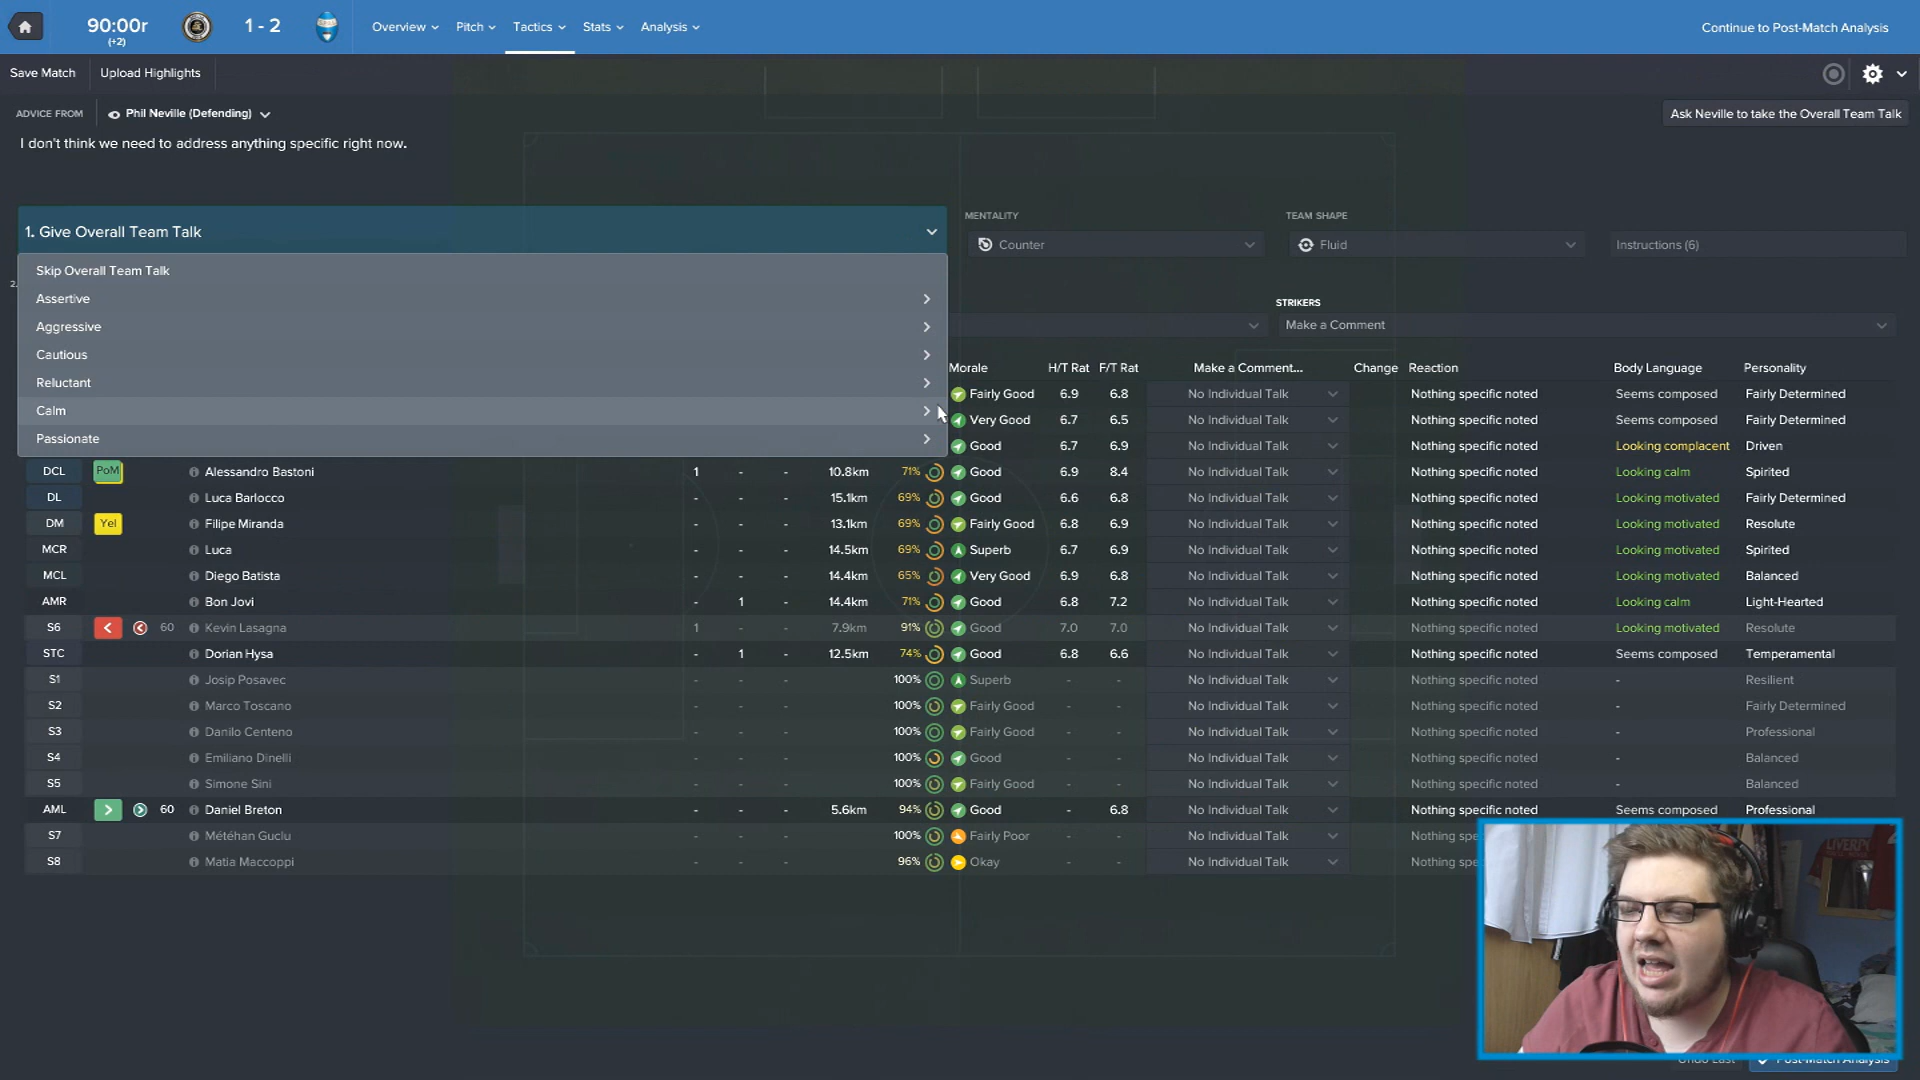 90:00r
(+2)
1 - 2
Overview
Pitch
Tactics
Stats
Analysis
Continue to Post-Match Analysis
Save Match
Upload Highlights
ADVICE FROM
Phil Neville (Defending)
Ask Neville to take the Overall Team Talk
I don't think we need to address anything specific right now.
1. Give Overall Team Talk
MENTALITY
TEAM SHAPE
Counter
Fluid
Instructions (6)
Skip Overall Team Talk
2.
Assertive
Aggressive
Cautious
Reluctant
Calm
Passionate
STRIKERS
Make a Comment
Morale H/T Rat F/T Rat Make a Comment... Change Reaction Body Language Personality
Fairly Good 6.9 6.8 No Individual Talk Nothing specific noted Seems composed Fairly Determined
Very Good 6.7 6.5 No Individual Talk Nothing specific noted Seems composed Fairly Determined
Good 6.7 6.9 No Individual Talk Nothing specific noted Looking complacent Driven
DCL PoM Alessandro Bastoni 1 - - 10.8km 71% Good 6.9 8.4 No Individual Talk Nothing specific noted Looking calm Spirited
DL Luca Barlocco - - - 15.1km 69% Good 6.6 6.8 No Individual Talk Nothing specific noted Looking motivated Fairly Determined
DM Yel Filipe Miranda - - - 13.1km 69% Fairly Good 6.8 6.9 No Individual Talk Nothing specific noted Looking motivated Resolute
MCR Luca - - - 14.5km 69% Superb 6.7 6.9 No Individual Talk Nothing specific noted Looking motivated Spirited
MCL Diego Batista - - - 14.4km 65% Very Good 6.9 6.8 No Individual Talk Nothing specific noted Looking motivated Balanced
AMR Bon Jovi - 1 - 14.4km 71% Good 6.8 7.2 No Individual Talk Nothing specific noted Looking calm Light-Hearted
S6 60 Kevin Lasagna 1 - - 7.9km 91% Good 7.0 7.0 No Individual Talk Nothing specific noted Looking motivated Resolute
STC Dorian Hysa - 1 - 12.5km 74% Good 6.8 6.6 No Individual Talk Nothing specific noted Seems composed Temperamental
S1 Josip Posavec - - - 100% Superb - - No Individual Talk Nothing specific noted - Resilient
S2 Marco Toscano - - - 100% Fairly Good - - No Individual Talk Nothing specific noted - Fairly Determined
S3 Danilo Centeno - - - 100% Fairly Good - - No Individual Talk Nothing specific noted - Professional
S4 Emiliano Dinelli - - - 100% Good - - No Individual Talk Nothing specific noted - Balanced
S5 Simone Sini - - - 100% Fairly Good - - No Individual Talk Nothing specific noted - Balanced
AML 60 Daniel Breton - - - 5.6km 94% Good - 6.8 No Individual Talk Nothing specific noted Seems composed Professional
S7 Météhan Guclu - - - 100% Fairly Poor - - No Individual Talk Nothing spe
S8 Matia Maccoppi - - - 96% Okay - - No Individual Talk Nothing spe
LIVERP
Undo Last
Post-Match Analysis